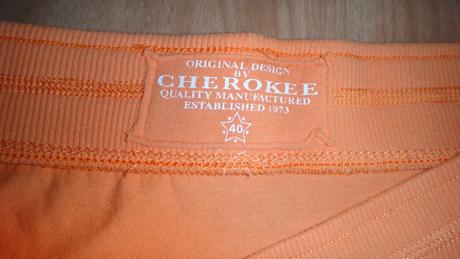 ORIGINAL DESIGN
BY
CHEROKEE
QUALITY MANUFACTURED
ESTABLISHED 1973
40